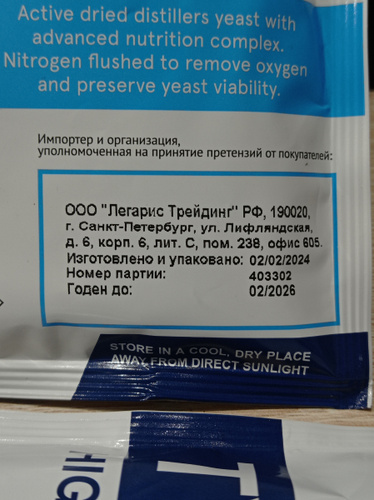 Active dried distillers yeast with
advanced nutrition complex.
Nitrogen flushed to remove oxygen
and preserve yeast viability.
Импортер и организация,
уполномоченная на принятие претензий от покупателей:
ООО "Легарис Трейдинг" РФ, 190020,
г. Санкт-Петербург, ул. Лифляндская,
д. 6, корп. 6, лит. С, пом. 238, офис 605.
Изготовлено и упаковано: 02/02/2024
Номер партии: 403302
Годен до: 02/2026
STORE IN A COOL, DRY PLACE
AWAY FROM DIRECT SUNLIGHT